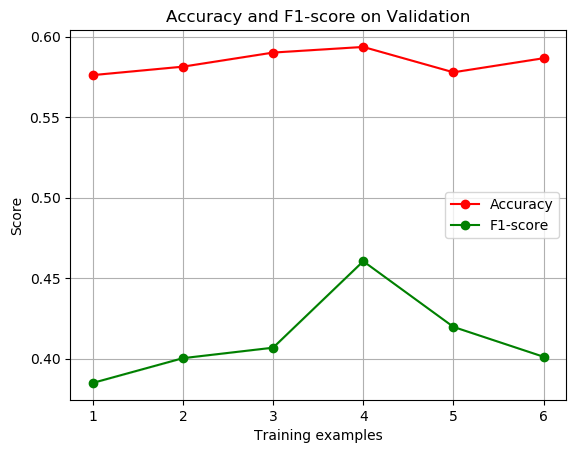 Accuracy and F1-score on Validation
0.60
0.55
0.50
0.45
0.40
Score
Accuracy
F1-score
1 2 3 4 5 6
Training examples